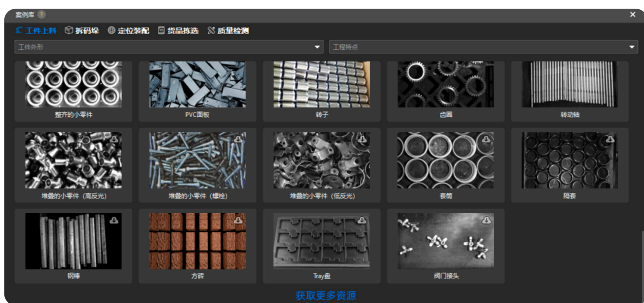 案例库
工件上料 拆码垛 定位装配 货品拣选 质量检测
工件外形 工程特点
整齐的小零件 PVC面板 转子 齿圈 转动轴
堆叠的小零件（高反光） 堆叠的小零件（螺栓） 堆叠的小零件（低反光） 套筒 隔套
钢棒 方砖 Tray盘 阀门接头
获取更多资源